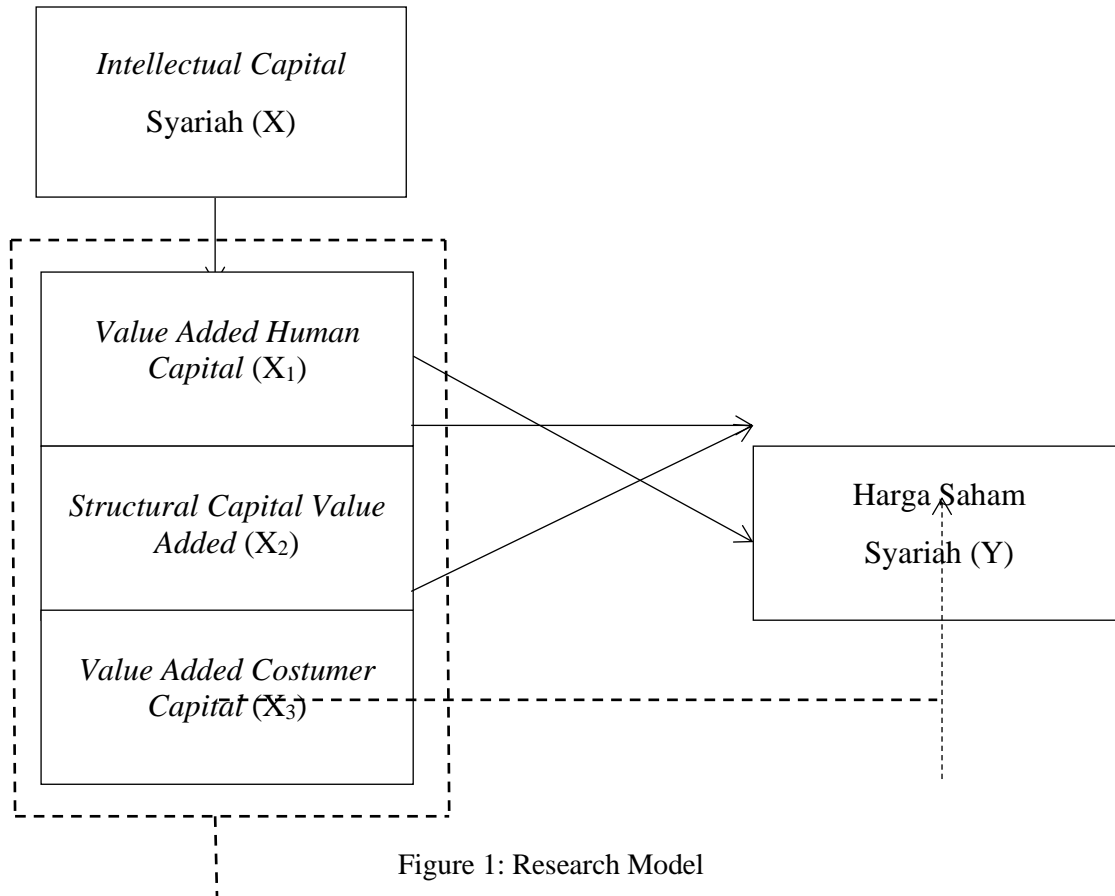 Intellectual Capital
Syariah (X)
Value Added Human
Capital (X₁)
Structural Capital Value
Added (X₂)
Value Added Costumer
Capital (X₃)
Harga Saham
Syariah (Y)
Figure 1: Research Model